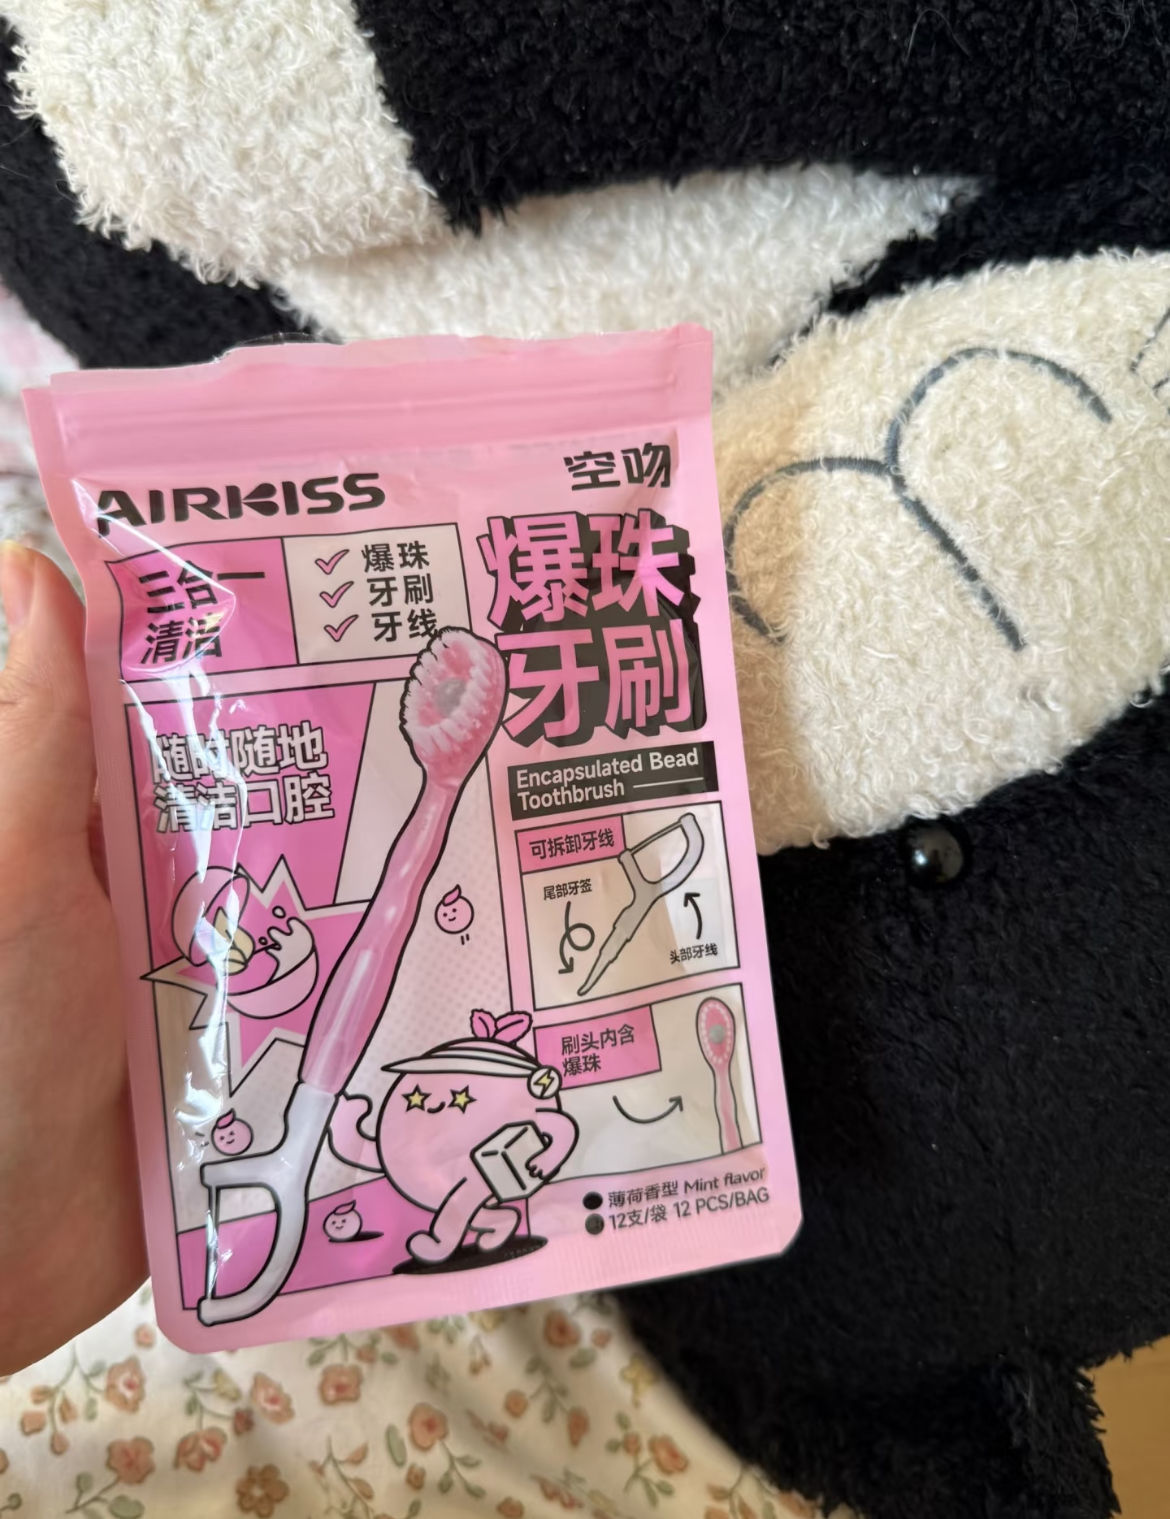 AIRKISS
空吻
三合一
清洁
爆珠
牙刷
牙线
爆珠
牙刷
Encapsulated Bead
Toothbrush
随时随地
清洁口腔
可拆卸牙线
尾部牙签
头部牙线
刷头内含
爆珠
薄荷香型 Mint flavor
12支/袋 12 PCS/BAG